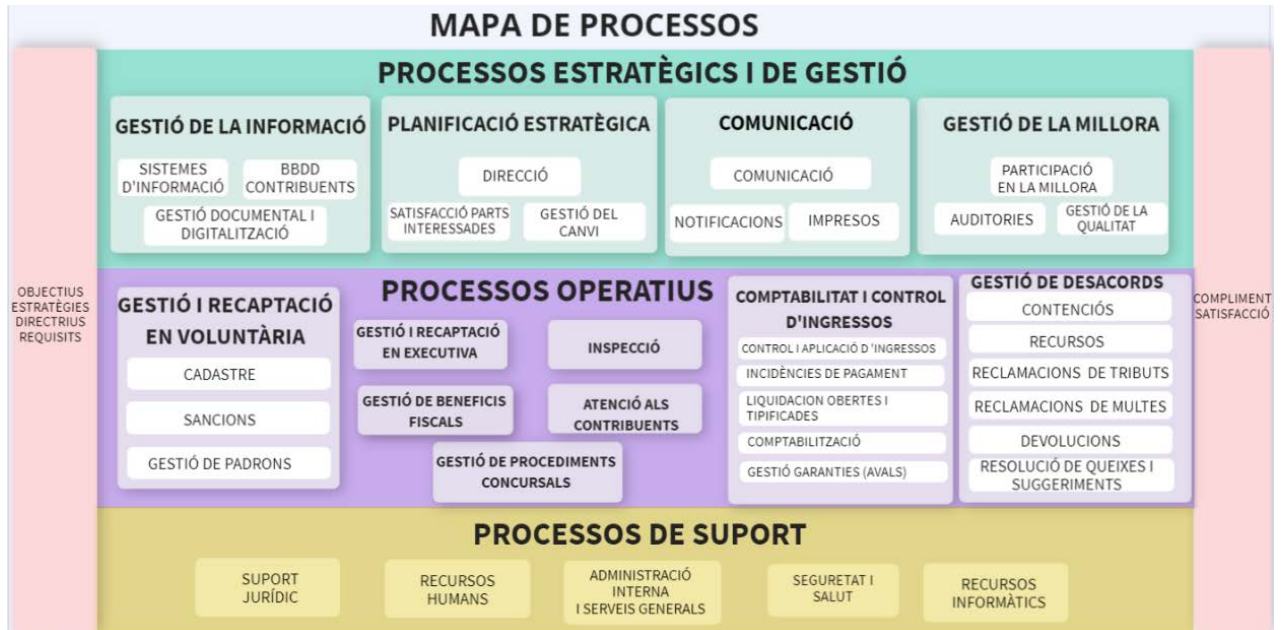 MAPA DE PROCESSOS
PROCESSOS ESTRATÈGICS I DE GESTIÓ
GESTIÓ DE LA INFORMACIÓ
SISTEMES
D'INFORMACIÓ
BBDD
CONTRIBUENTS
GESTIÓ DOCUMENTAL I
DIGITALITZACIÓ
PLANIFICACIÓ ESTRATÈGICA
DIRECCIÓ
SATISFACCIÓ PARTS
INTERESSADES
GESTIÓ DEL
CANVI
COMUNICACIÓ
COMUNICACIÓ
NOTIFICACIONS
IMPRESOS
GESTIÓ DE LA MILLORA
PARTICIPACIÓ
EN LA MILLORA
AUDITORIES
GESTIÓ DE LA
QUALITAT
OBJECTIUS
ESTRATÈGIES
DIRECTRIUS
REQUISITS
PROCESSOS OPERATIUS
GESTIÓ I RECAPTACIÓ
EN VOLUNTÀRIA
CADASTRE
SANCIONS
GESTIÓ DE PADRONS
GESTIÓ I RECAPTACIÓ
EN EXECUTIVA
INSPECCIÓ
GESTIÓ DE BENEFICIS
FISCALS
ATENCIÓ ALS
CONTRIBUENTS
GESTIÓ DE PROCEDIMENTS
CONCURSALS
COMPTABILITAT I CONTROL
D'INGRESSOS
CONTROL I APLICACIÓ D 'INGRESSOS
INCIDÈNCIES DE PAGAMENT
LIQUIDACION OBERTES I
TIPIFICADES
COMPTABILITZACIÓ
GESTIÓ GARANTIES (AVALS)
GESTIÓ DE DESACORDS
CONTENCIÓS
RECURSOS
RECLAMACIONS DE TRIBUTS
RECLAMACIONS DE MULTES
DEVOLUCIONS
RESOLUCIÓ DE QUEIXES I
SUGGERIMENTS
COMPLIMENT
SATISFACCIÓ
PROCESSOS DE SUPORT
SUPORT
JURÍDIC
RECURSOS
HUMANS
ADMINISTRACIÓ
INTERNA
I SERVEIS GENERALS
SEGURETAT I
SALUT
RECURSOS
INFORMÀTICS